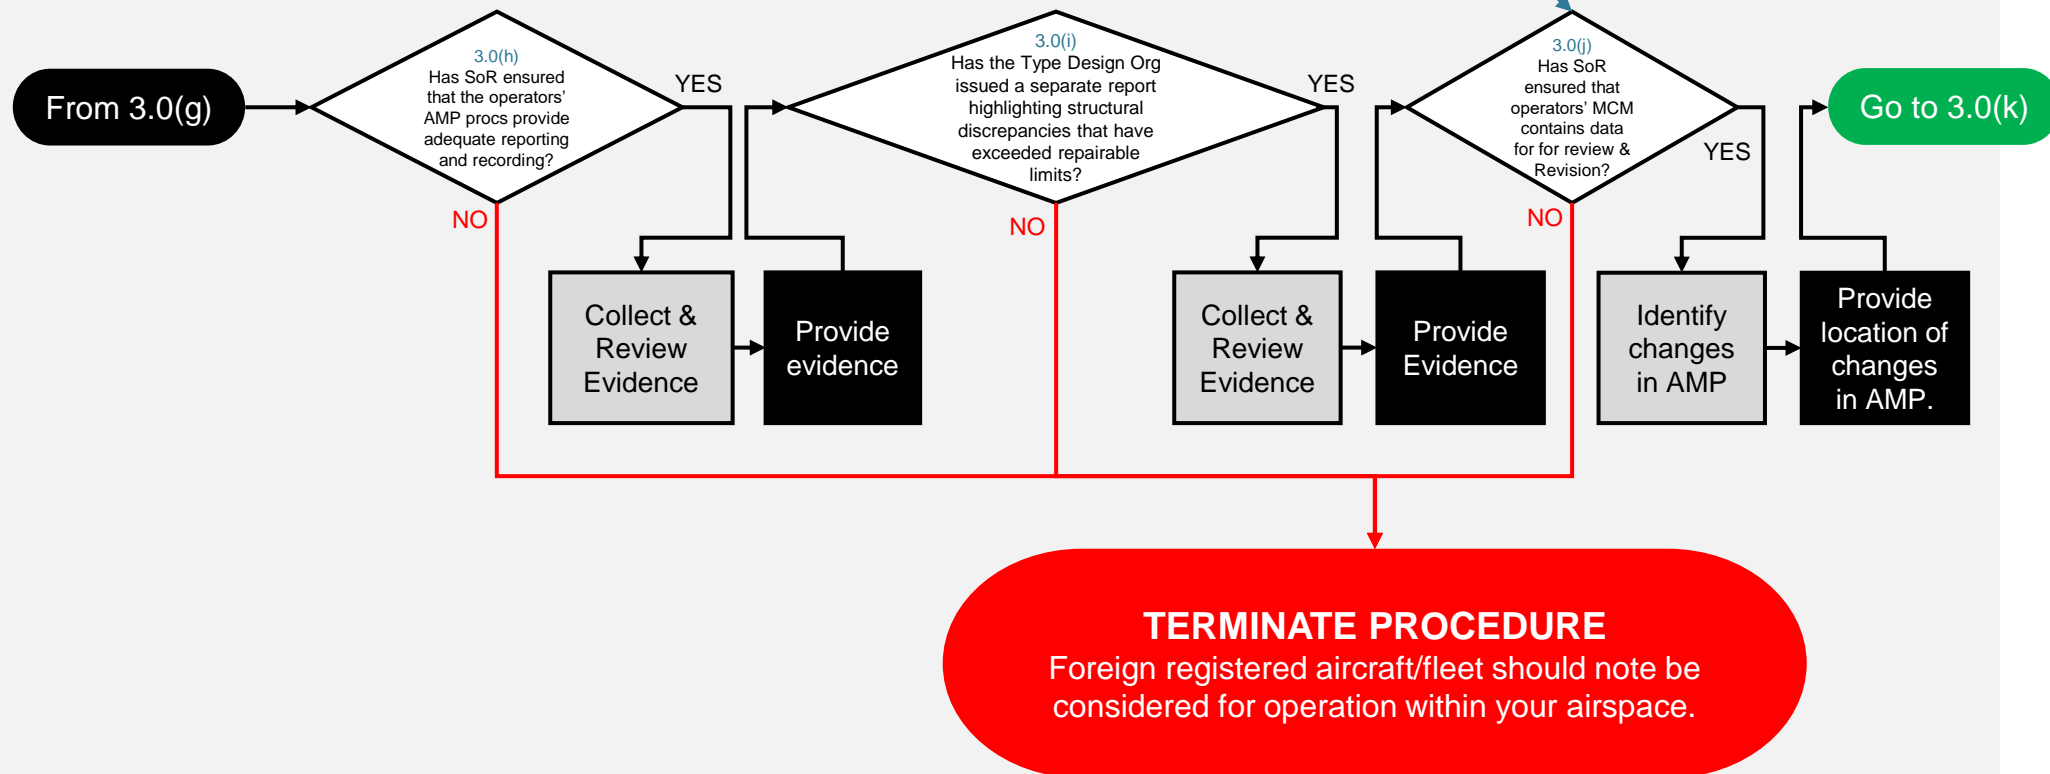 From 3.0(g)
3.0(h)
Has SoR ensured
that the operators’
AMP procs provide
adequate reporting
and recording?
YES
NO
Collect &
Review
Evidence
Provide
evidence
3.0(i)
Has the Type Design Org
issued a separate report
highlighting structural
discrepancies that have
exceeded repairable
limits?
YES
NO
Collect &
Review
Evidence
Provide
Evidence
3.0(j)
Has SoR
ensured that
operators’ MCM
contains data
for for review &
Revision?
YES
NO
Identify
changes
in AMP
Provide
location of
changes
in AMP.
Go to 3.0(k)
TERMINATE PROCEDURE
Foreign registered aircraft/fleet should note be
considered for operation within your airspace.